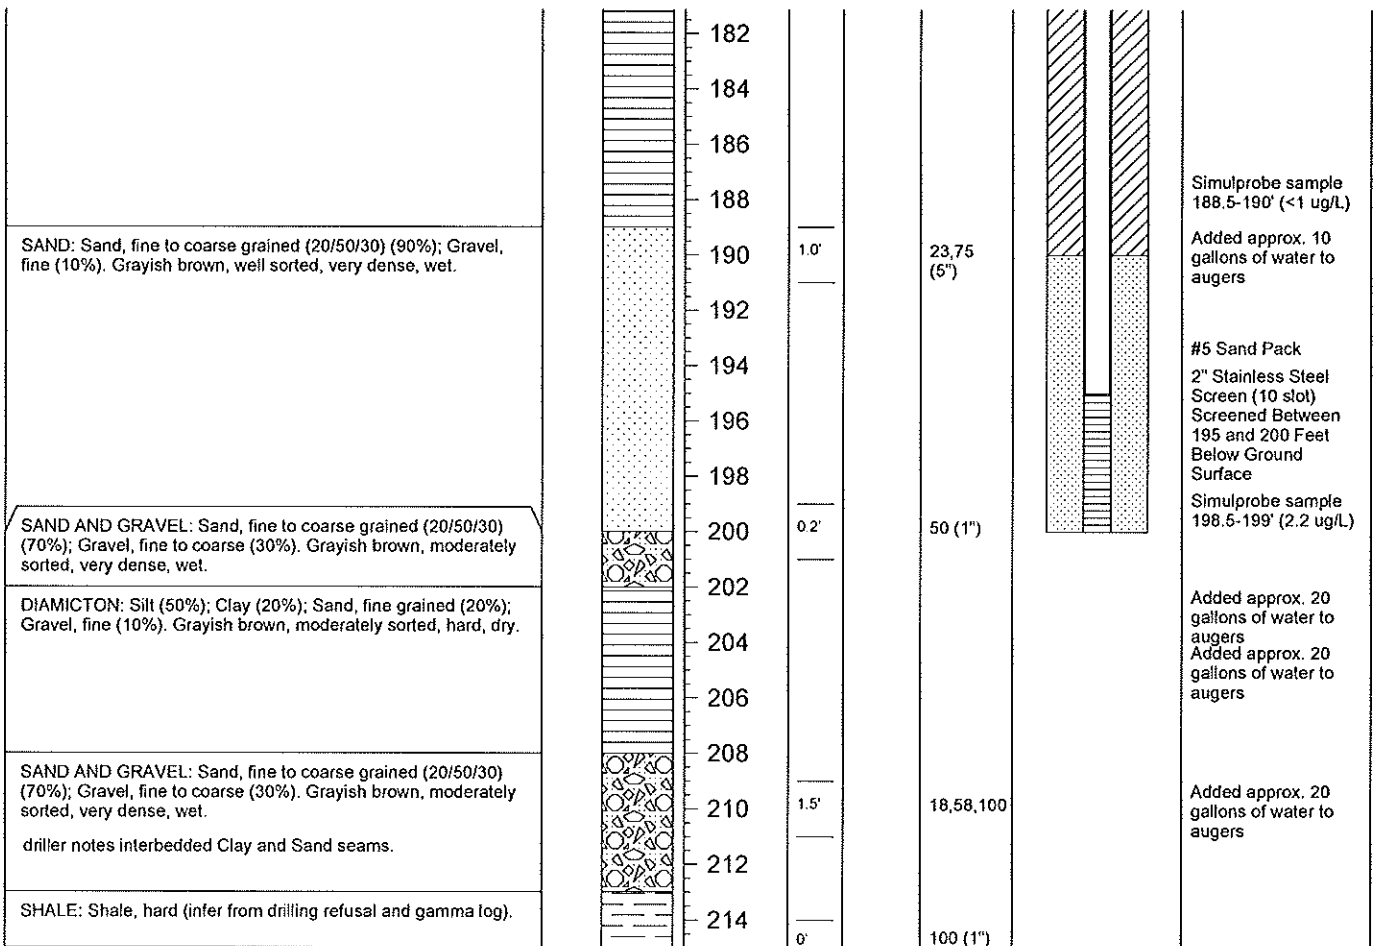 182
184
186
188
Simulprobe sample
188.5-190' (<1 ug/L)
SAND: Sand, fine to coarse grained (20/50/30) (90%); Gravel,
fine (10%). Grayish brown, well sorted, very dense, wet.
190
1.0'
23,75
(5")
Added approx. 10
gallons of water to
augers
192
194
196
198
#5 Sand Pack
2" Stainless Steel
Screen (10 slot)
Screened Between
195 and 200 Feet
Below Ground
Surface
Simulprobe sample
198.5-199' (2.2 ug/L)
SAND AND GRAVEL: Sand, fine to coarse grained (20/50/30)
(70%); Gravel, fine to coarse (30%). Grayish brown, moderately
sorted, very dense, wet.
200
0.2'
50 (1")
202
DIAMICTON: Silt (50%); Clay (20%); Sand, fine grained (20%);
Gravel, fine (10%). Grayish brown, moderately sorted, hard, dry.
204
206
Added approx. 20
gallons of water to
augers
Added approx. 20
gallons of water to
augers
208
SAND AND GRAVEL: Sand, fine to coarse grained (20/50/30)
(70%); Gravel, fine to coarse (30%). Grayish brown, moderately
sorted, very dense, wet.
driller notes interbedded Clay and Sand seams.
210
1.5'
18,58,100
Added approx. 20
gallons of water to
augers
212
SHALE: Shale, hard (infer from drilling refusal and gamma log).
214
0'
100 (1")